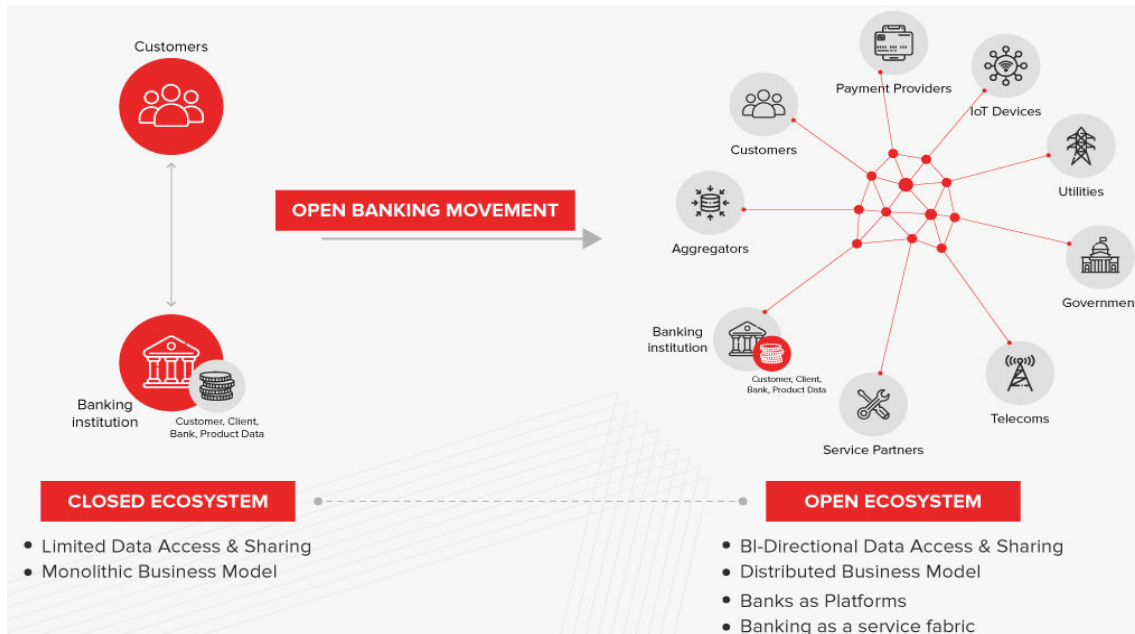 Customers
Banking
institution
Customer, Client,
Bank, Product Data
OPEN BANKING MOVEMENT
Payment Providers
IoT Devices
Customers
Utilities
Aggregators
Government
Banking
institution
Customer, Client,
Bank, Product Data
Telecoms
Service Partners
CLOSED ECOSYSTEM
• Limited Data Access & Sharing
• Monolithic Business Model
OPEN ECOSYSTEM
• BI-Directional Data Access & Sharing
• Distributed Business Model
• Banks as Platforms
• Banking as a service fabric